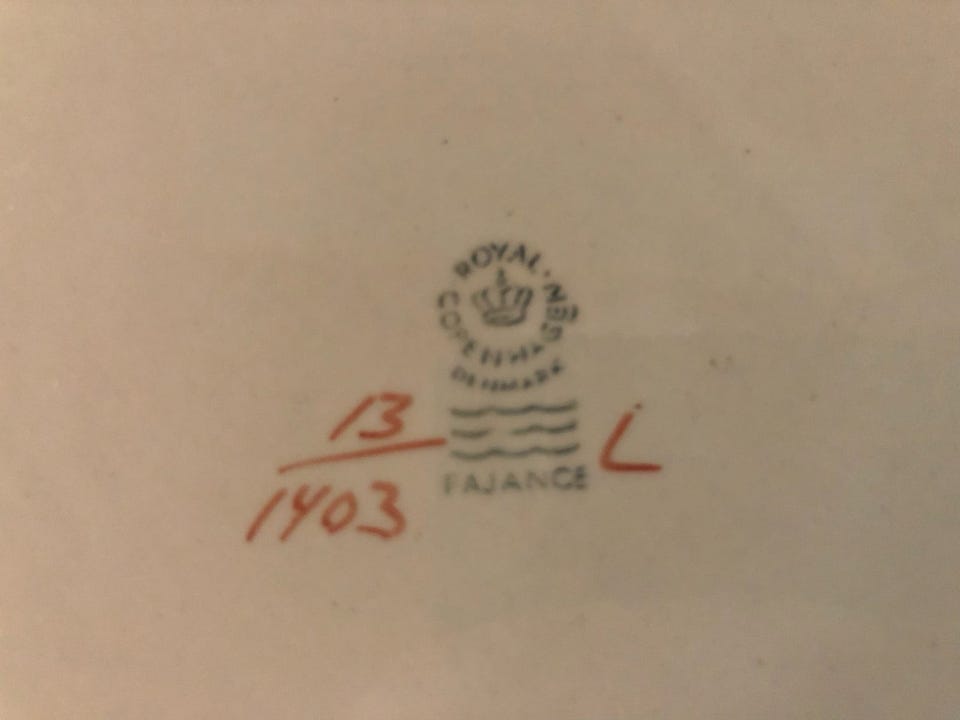 ROYAL
COPENHAGEN
DENMARK
13
1403
L
FAJANCE